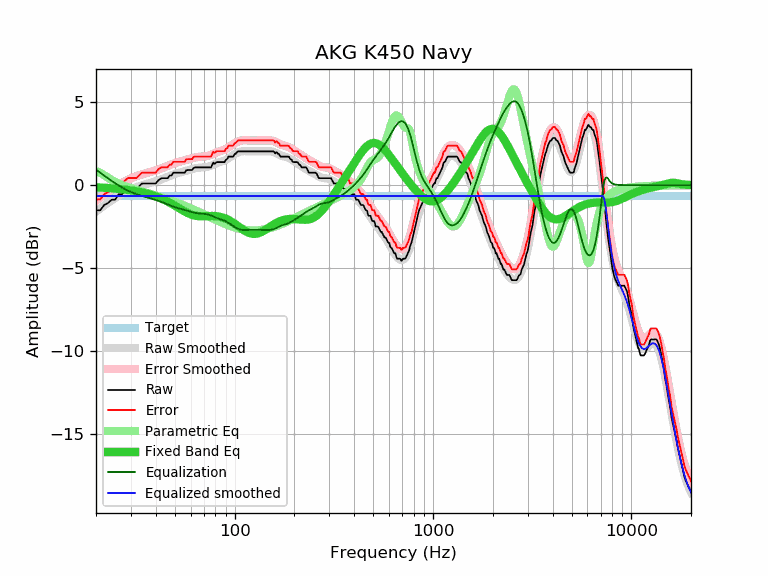 AKG K450 Navy
Amplitude (dBr)
5
0
−5
−10
−15
Target
Raw Smoothed
Error Smoothed
Raw
Error
Parametric Eq
Fixed Band Eq
Equalization
Equalized smoothed
100
1000
10000
Frequency (Hz)